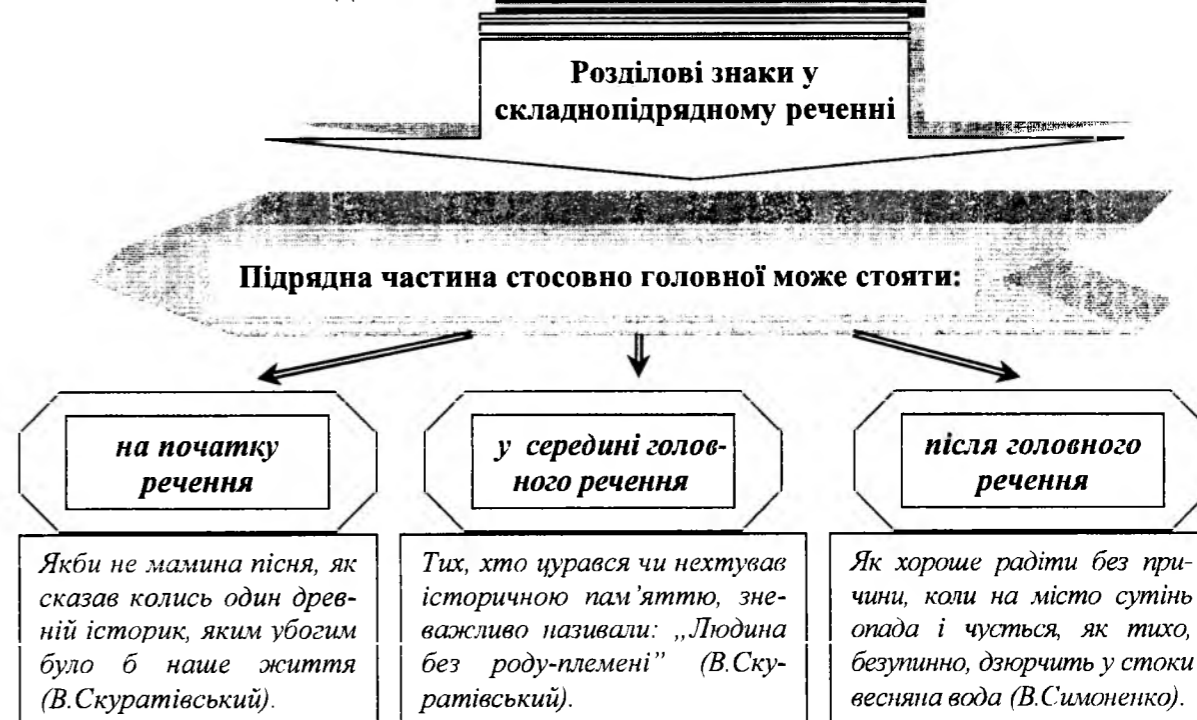 Розділові знаки у
складнопідрядному реченні
Підрядна частина стосовно головної може стояти:
на початку
речення
у середині голов-
ного речення
після головного
речення
Якби не мамина пісня, як
сказав колись один древ-
ній історик, яким убогим
було б наше життя
(В.Скуратівський).
Тих, хто цурався чи нехтував
історичною пам’яттю, зне-
важливо називали: „Людина
без роду-племені” (В.Ску-
ратівський).
Як хороше радіти без при-
чини, коли на місто сутінь
опада і чується, як тихо,
безупинно, дзюрчить у стоки
весняна вода (В.Симоненко).